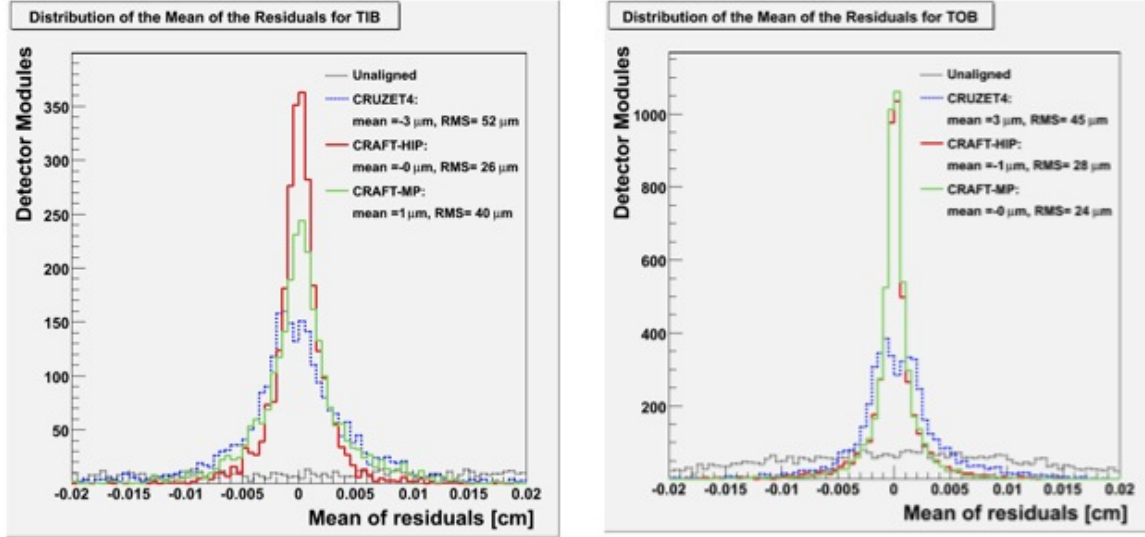 Distribution of the Mean of the Residuals for TIB
Detector Modules
350
300
250
200
150
100
50
Unaligned
CRUZET4:
mean =-3 μm, RMS= 52 μm
CRAFT-HIP:
mean =-0 μm, RMS= 26 μm
CRAFT-MP:
mean =1 μm, RMS= 40 μm
-0.02 -0.015 -0.01 -0.005 0 0.005 0.01 0.015 0.02
Mean of residuals [cm]
Distribution of the Mean of the Residuals for TOB
Detector Modules
1000
800
600
400
200
Unaligned
CRUZET4:
mean =3 μm, RMS= 45 μm
CRAFT-HIP:
mean =-1μm, RMS= 28 μm
CRAFT-MP:
mean =-0 μm, RMS= 24 μm
-0.02 -0.015 -0.01 -0.005 0 0.005 0.01 0.015 0.02
Mean of residuals [cm]